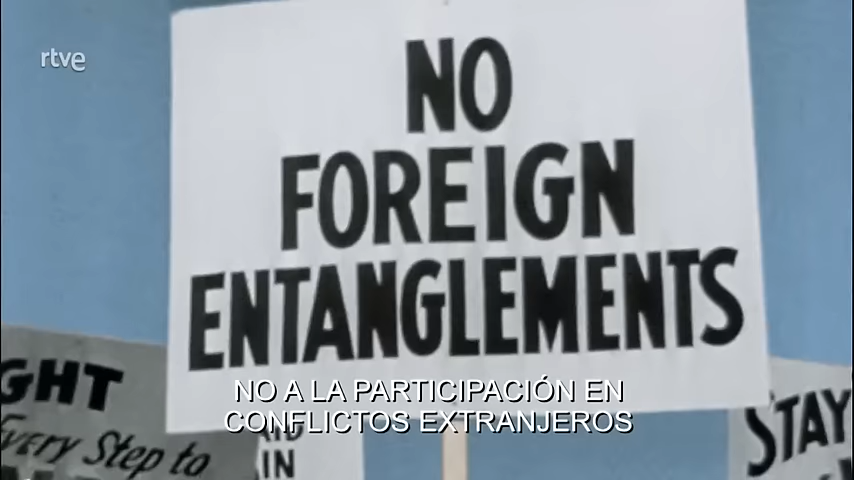 rtve
NO
FOREIGN
ENTANGLEMENTS
NO A LA PARTICIPACIÓN EN
CONFLICTOS EXTRANJEROS
GHT
Every Step to
AID
IN
STAY